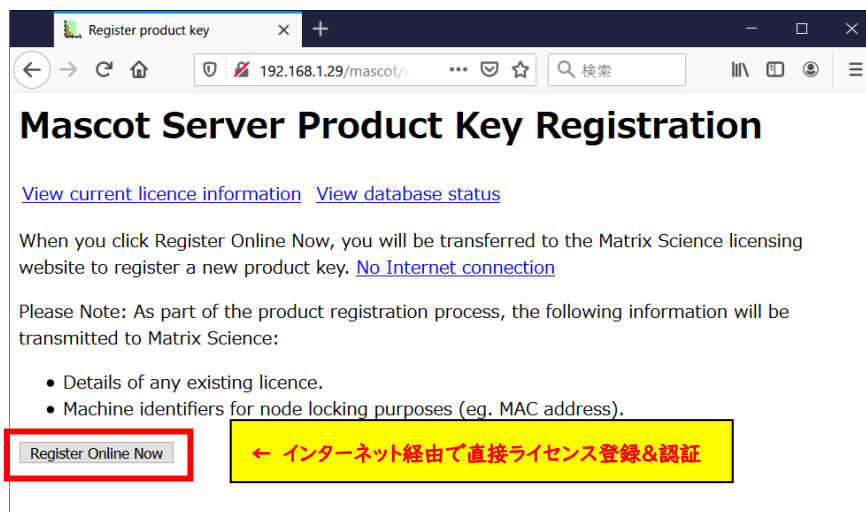 Register product key
192.168.1.29/mascot/
検索
Mascot Server Product Key Registration
View current licence information View database status
When you click Register Online Now, you will be transferred to the Matrix Science licensing
website to register a new product key. No Internet connection
Please Note: As part of the product registration process, the following information will be
transmitted to Matrix Science:
• Details of any existing licence.
• Machine identifiers for node locking purposes (eg. MAC address).
Register Online Now
← インターネット経由で直接ライセンス登録&認証